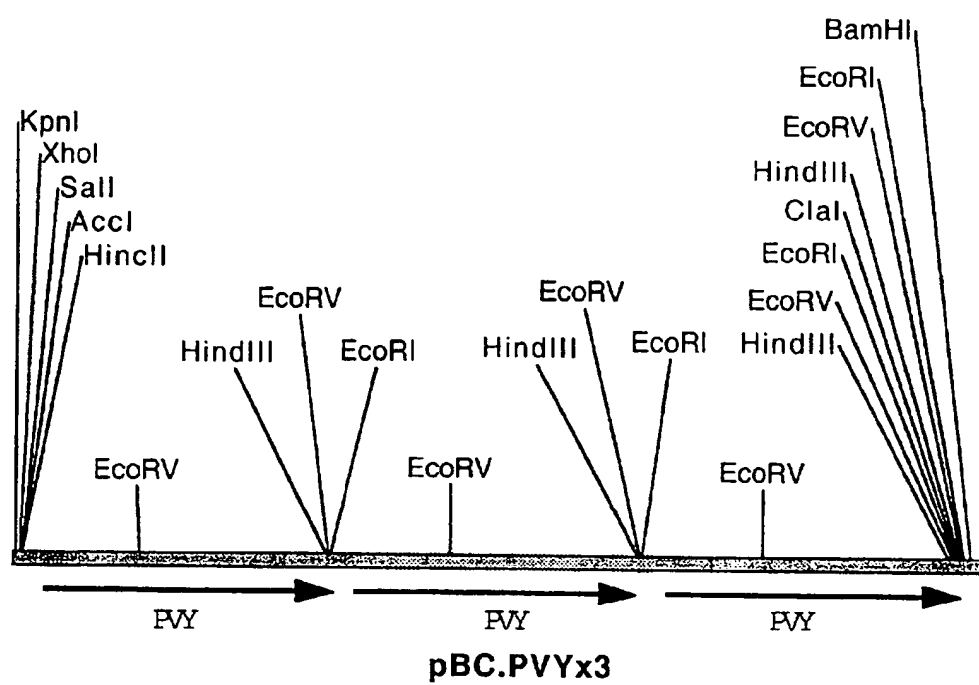 BamHI
EcoRI
KpnI
EcoRV
XhoI
HindIII
SalI
ClaI
AccI
EcoRI
HincII
EcoRV
EcoRV
EcoRV
HindIII
EcoRI
HindIII
EcoRI
HindIII
EcoRV
EcoRV
EcoRV
PVY
PVY
PVY
pBC.PVYx3